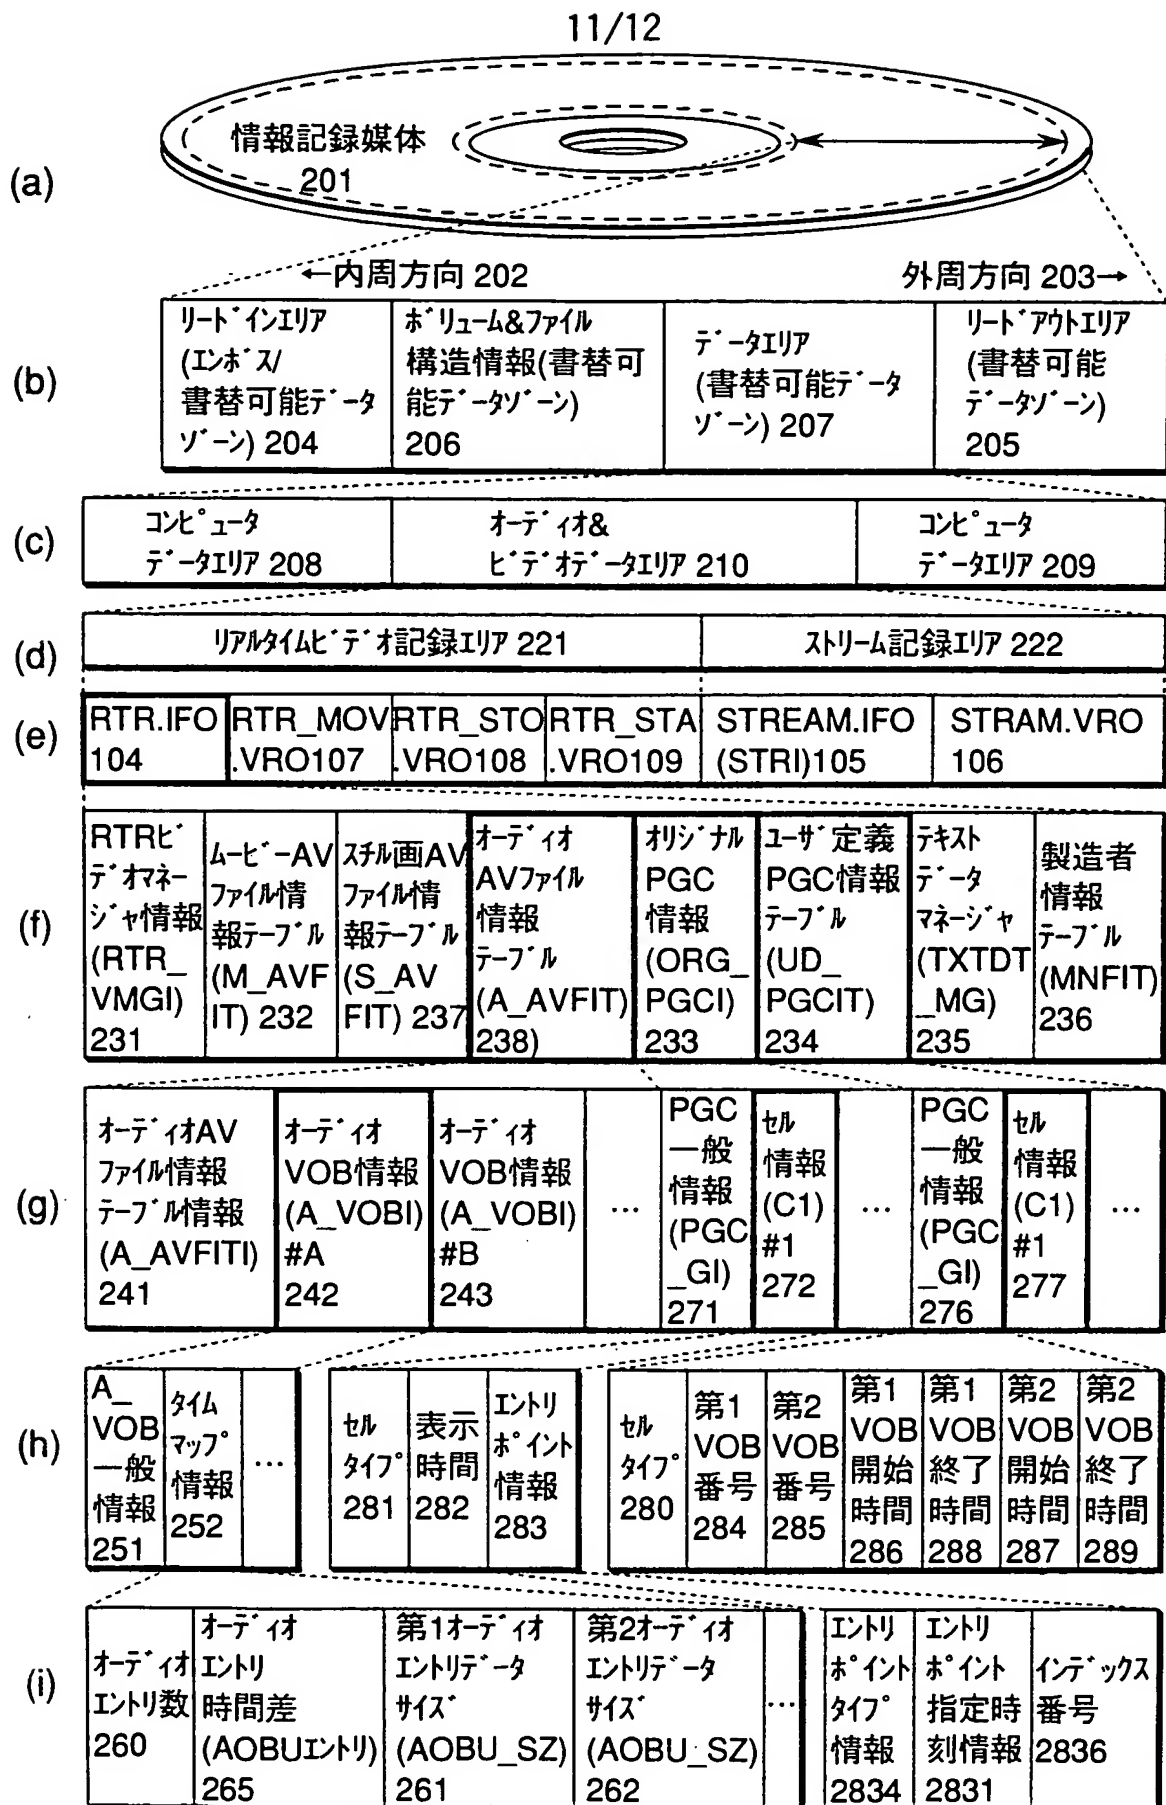 11/12
情報記録媒体
201
(a)
←内周方向 202
外周方向 203→
(b)
リードインエリア
(エンボス/
書替可能データ
ゾーン) 204
ボリューム&ファイル
構造情報(書替可
能データゾーン)
206
データエリア
(書替可能データ
ゾーン) 207
リードアウトエリア
(書替可能
データゾーン)
205
(c)
コンピュータ
データエリア 208
オーディオ&
ビデオデータエリア 210
コンピュータ
データエリア 209
(d)
リアルタイムビデオ記録エリア 221
ストリーム記録エリア 222
(e)
RTR.IFO
104
RTR_MOV
.VRO107
RTR_STO
.VRO108
RTR_STA
.VRO109
STREAM.IFO
(STRI)105
STRAM.VRO
106
(f)
RTRビ
デオマネー
ジャ情報
(RTR_
VMGI)
231
ムービーAV
ファイル情
報テーブル
(M_AVF
IT) 232
スチル画AV
ファイル情
報テーブル
(S_AV
FIT) 237
オーディオ
AVファイル
情報
テーブル
(A_AVFIT)
238)
オリジナル
PGC
情報
(ORG_
PGCI)
233
ユーザ定義
PGC情報
テーブル
(UD_
PGCIT)
234
テキスト
データ
マネージャ
(TXTDT
_MG)
235
製造者
情報
テーブル
(MNFIT)
236
(g)
オーディオAV
ファイル情報
テーブル情報
(A_AVFITI)
241
オーディオ
VOB情報
(A_VOBI)
#A
242
オーディオ
VOB情報
(A_VOBI)
#B
243
...
PGC
一般
情報
(PGC
_GI)
271
セル
情報
(C1)
#1
272
...
PGC
一般
情報
(PGC
_GI)
276
セル
情報
(C1)
#1
277
...
(h)
A_
VOB
一般
情報
251
タイム
マップ
情報
252
...
セル
タイプ
281
表示
時間
282
エントリ
ポイント
情報
283
セル
タイプ
280
第1
VOB
番号
284
第2
VOB
番号
285
第1
VOB
開始
時間
286
第1
VOB
終了
時間
288
第2
VOB
開始
時間
287
第2
VOB
終了
時間
289
(i)
オーディオ
エントリ数
260
オーディオ
エントリ
時間差
(AOBUエントリ)
265
第1オーディオ
エントリデータ
サイズ
(AOBU_SZ)
261
第2オーディオ
エントリデータ
サイズ
(AOBU_SZ)
262
...
エントリ
ポイント
タイプ
情報
2834
エントリ
ポイント
指定時
刻情報
2831
インデックス
番号
2836